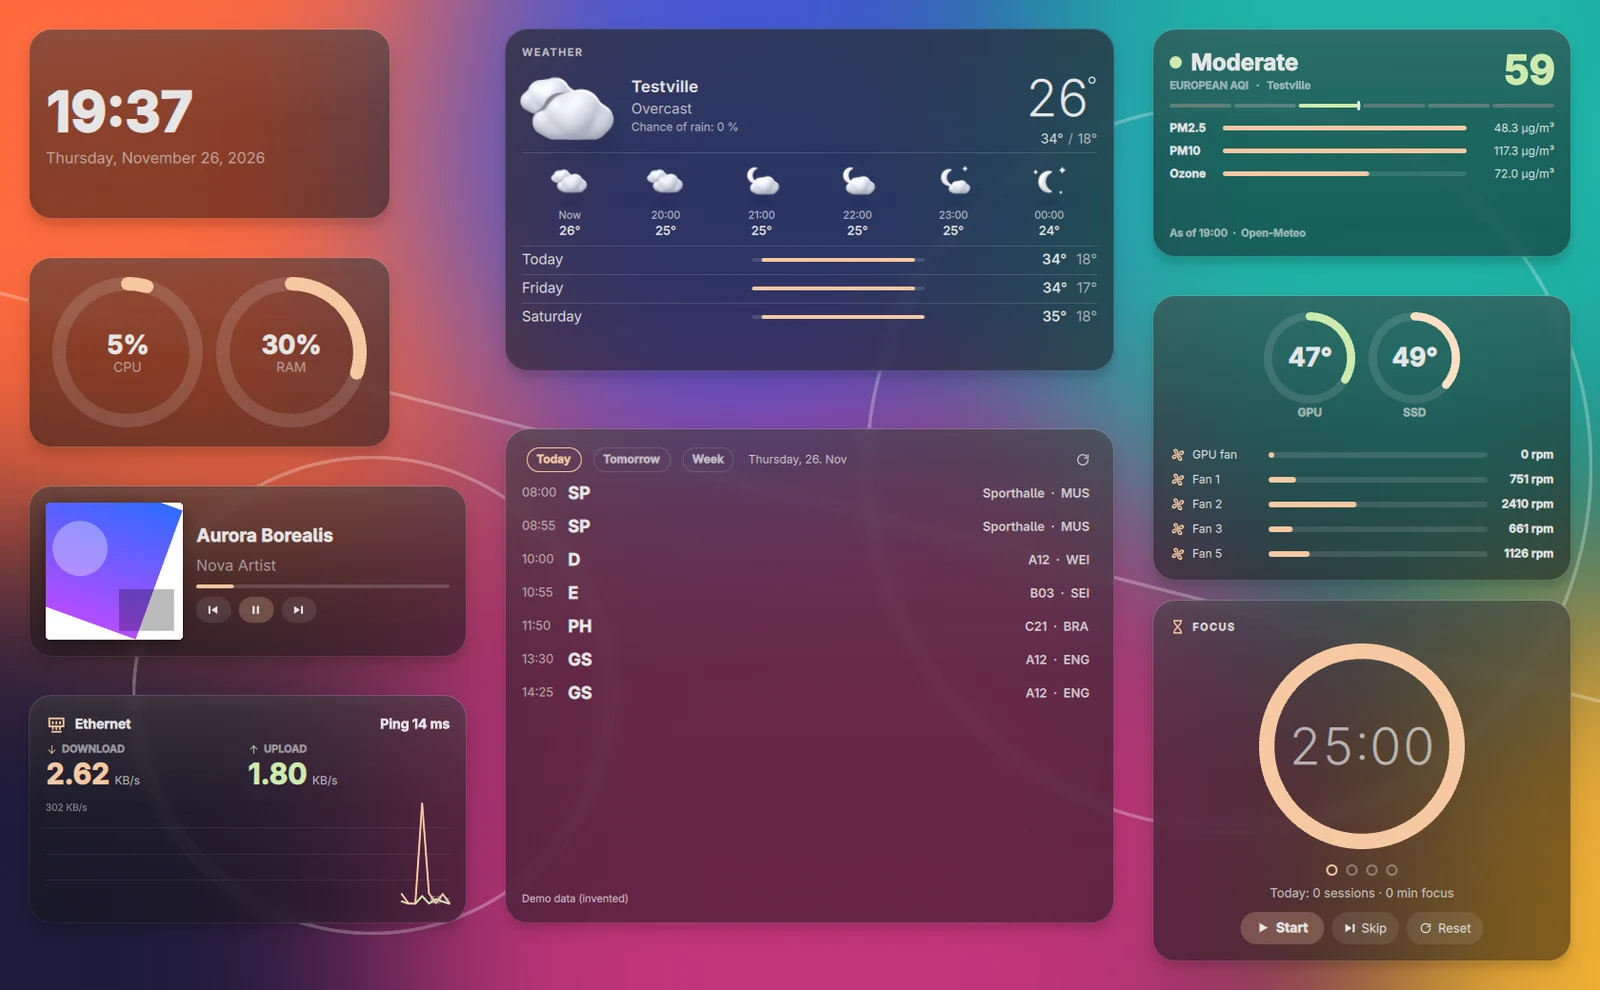 19:37
Thursday, November 26, 2026
5%
CPU
30%
RAM
Aurora Borealis
Nova Artist
Ethernet
Ping 14 ms
↓ DOWNLOAD
2.62 KB/s
↑ UPLOAD
1.80 KB/s
302 KB/s
WEATHER
Testville
Overcast
Chance of rain: 0 %
26°
34° / 18°
Now 20:00 21:00 22:00 23:00 00:00
26° 25° 25° 25° 25° 24°
Today 34° 18°
Friday 34° 17°
Saturday 35° 18°
Today Tomorrow Week Thursday, 26. Nov
08:00 SP Sporthalle · MUS
08:55 SP Sporthalle · MUS
10:00 D A12 · WEI
10:55 E B03 · SEI
11:50 PH C21 · BRA
13:30 GS A12 · ENG
14:25 GS A12 · ENG
Demo data (invented)
Moderate
59
EUROPEAN AQI · Testville
PM2.5 48.3 µg/m³
PM10 117.3 µg/m³
Ozone 72.0 µg/m³
As of 19:00 · Open-Meteo
47° 49°
GPU SSD
GPU fan 0 rpm
Fan 1 751 rpm
Fan 2 2410 rpm
Fan 3 661 rpm
Fan 5 1126 rpm
FOCUS
25:00
Today: 0 sessions · 0 min focus
Start Skip Reset